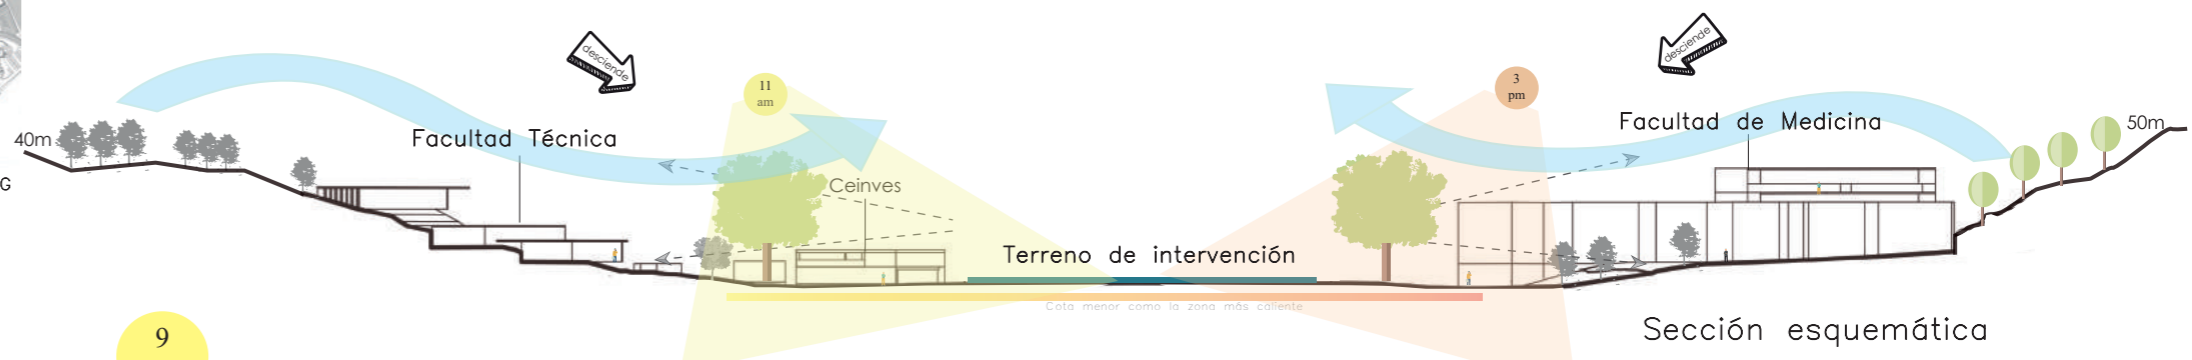 desciende
desciende
11
am
3
pm
40m
Facultad Técnica
Facultad de Medicina
50m
G
Ceinves
Terreno de intervención
Cota menor como la zona más caliente
Sección esquemática
9